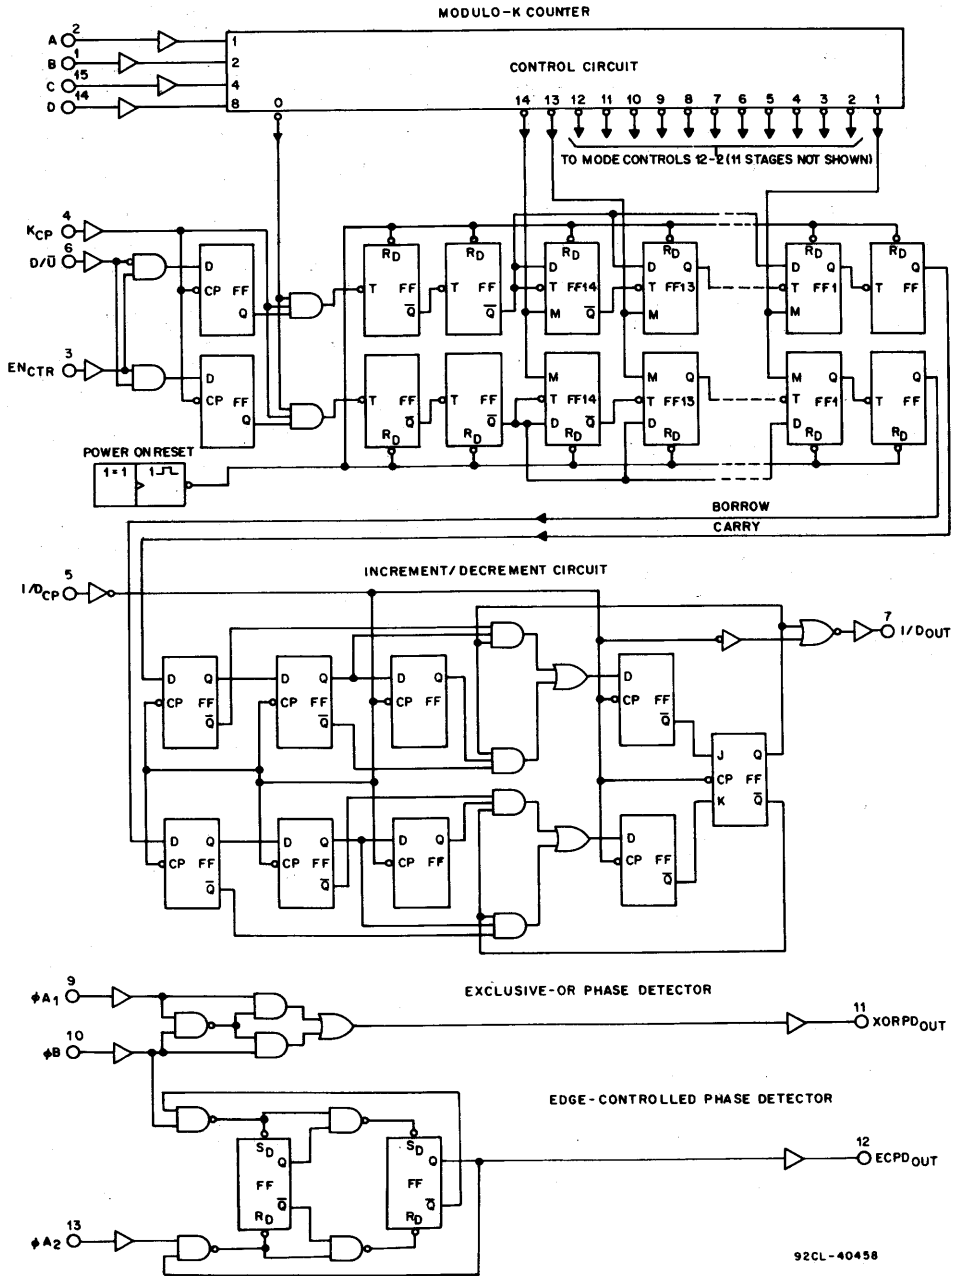 MODULO-K COUNTER
A 2
B 1
C 15
D 14
1
2
4
8
CONTROL CIRCUIT
0 14 13 12 11 10 9 8 7 6 5 4 3 2 1
TO MODE CONTROLS 12-2 (11 STAGES NOT SHOWN)
KCP 4
D/U̅ 6
ENCTR 3
D CP FF Q
D CP FF Q
RD T FF Q̅
RD T FF Q̅
RD D T FF14 M Q̅
RD D Q T FF13 M
RD D Q T FF1 M
RD Q T FF
T FF Q̅ RD
T FF Q̅ RD
M T FF14 D Q̅ RD
M Q T FF13 D RD
M Q T FF1 D RD
Q T FF RD
POWER ON RESET
1=1 1
BORROW
CARRY
I/DCP 5
INCREMENT/DECREMENT CIRCUIT
7 I/DOUT
D Q CP FF Q̅
D Q CP FF Q̅
D Q CP FF
D CP FF Q̅
J Q CP FF K Q̅
D Q CP FF Q̅
D Q CP FF Q̅
D Q CP FF
D CP FF Q̅
EXCLUSIVE-OR PHASE DETECTOR
ϕA1 9
ϕB 10
11 XORPDOUT
EDGE-CONTROLLED PHASE DETECTOR
SD Q FF Q̅ RD
SD Q FF Q̅ RD
12 ECPDOUT
ϕA2 13
92CL-40458